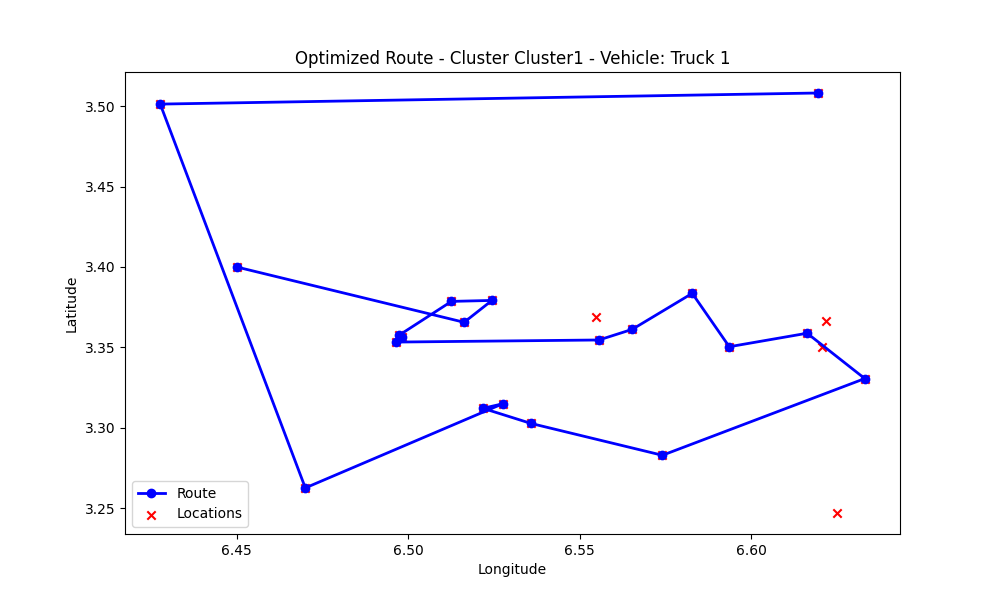 Optimized Route - Cluster Cluster1 - Vehicle: Truck 1
Latitude
3.50
3.45
3.40
3.35
3.30
3.25
Route
Locations
6.45 6.50 6.55 6.60
Longitude